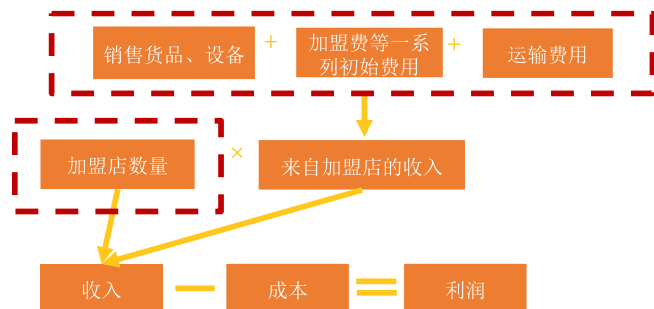 销售货品、设备
+
加盟费等一系
列初始费用
+
运输费用
加盟店数量
×
来自加盟店的收入
收入
成本
利润